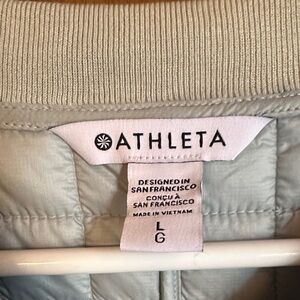 ATHLETA
DESIGNED IN
SAN FRANCISCO
CONÇU À
SAN FRANCISCO
MADE IN VIETNAM
L
G